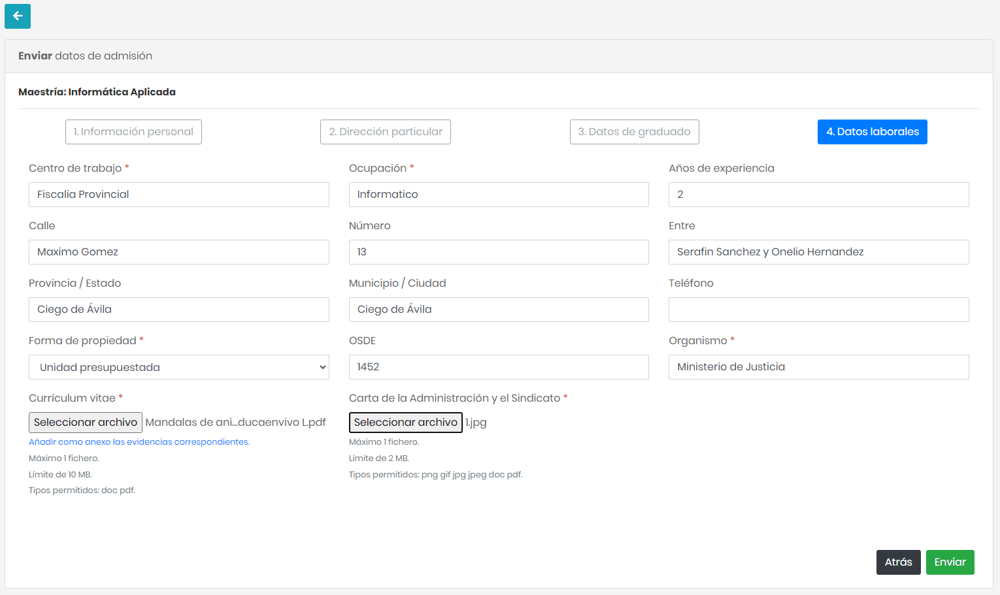 Enviar datos de admisión
Maestría: Informática Aplicada
1. Información personal
2. Dirección particular
3. Datos de graduado
4. Datos laborales
Centro de trabajo *
Ocupación *
Años de experiencia
Fiscalia Provincial
Informatico
2
Calle
Número
Entre
Maximo Gomez
13
Serafin Sanchez y Onelio Hernandez
Provincia / Estado
Municipio / Ciudad
Teléfono
Ciego de Ávila
Ciego de Ávila
Forma de propiedad *
OSDE
Organismo *
Unidad presupuestada
1452
Ministerio de Justicia
Currículum vitae *
Carta de la Administración y el Sindicato *
Seleccionar archivo Mandalas de ani...ducaenvivo L.pdf
Seleccionar archivo 1.jpg
Añadir como anexo las evidencias correspondientes.
Máximo 1 fichero.
Límite de 10 MB.
Tipos permitidos: doc pdf.
Máximo 1 fichero.
Límite de 2 MB.
Tipos permitidos: png gif jpg jpeg doc pdf.
Atrás
Enviar